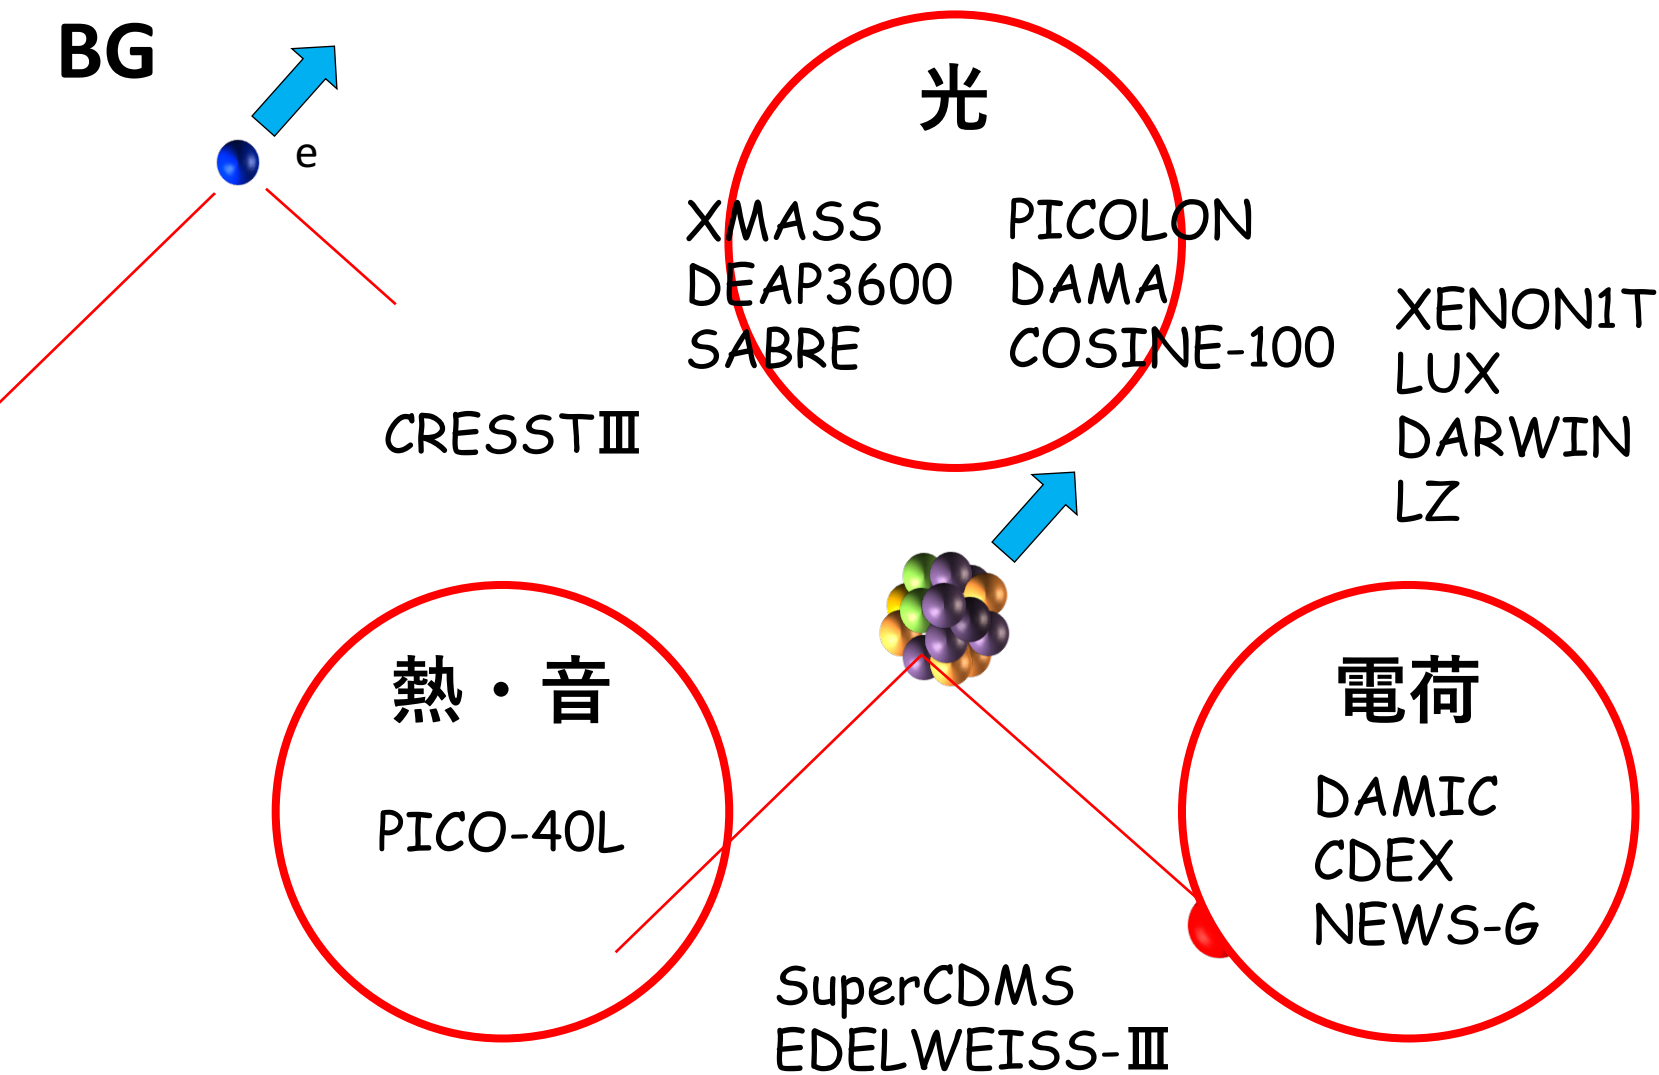 BG
e
光
XMASS
DEAP3600
SABRE
PICOLON
DAMA
COSINE-100
XENON1T
LUX
DARWIN
LZ
CRESSTⅢ
熱・音
PICO-40L
電荷
DAMIC
CDEX
NEWS-G
SuperCDMS
EDELWEISS-Ⅲ